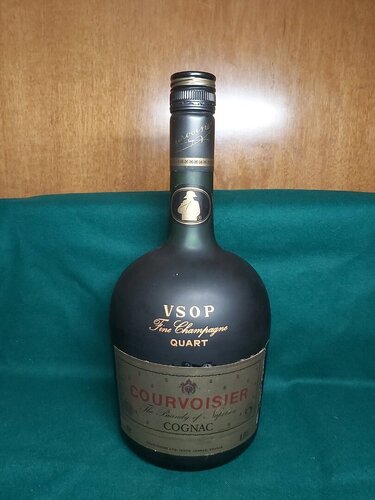 VSOP
Fine Champagne
QUART
COURVOISIER
The Brandy of Napoleon
COGNAC